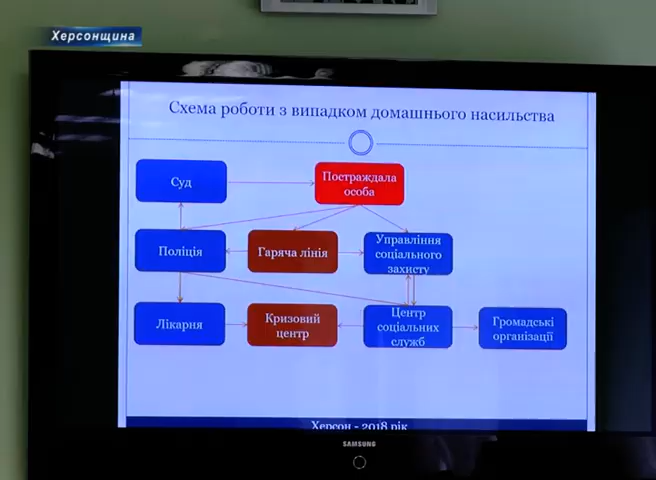 Херсонщина
Схема роботи з випадком домашнього насильства
Суд
Постраждала
особа
Поліція
Гаряча лінія
Управління
соціального
захисту
Лікарня
Кризовий
центр
Центр
соціальних
служб
Громадські
організації
Херсон - 2018 рік
SAMSUNG